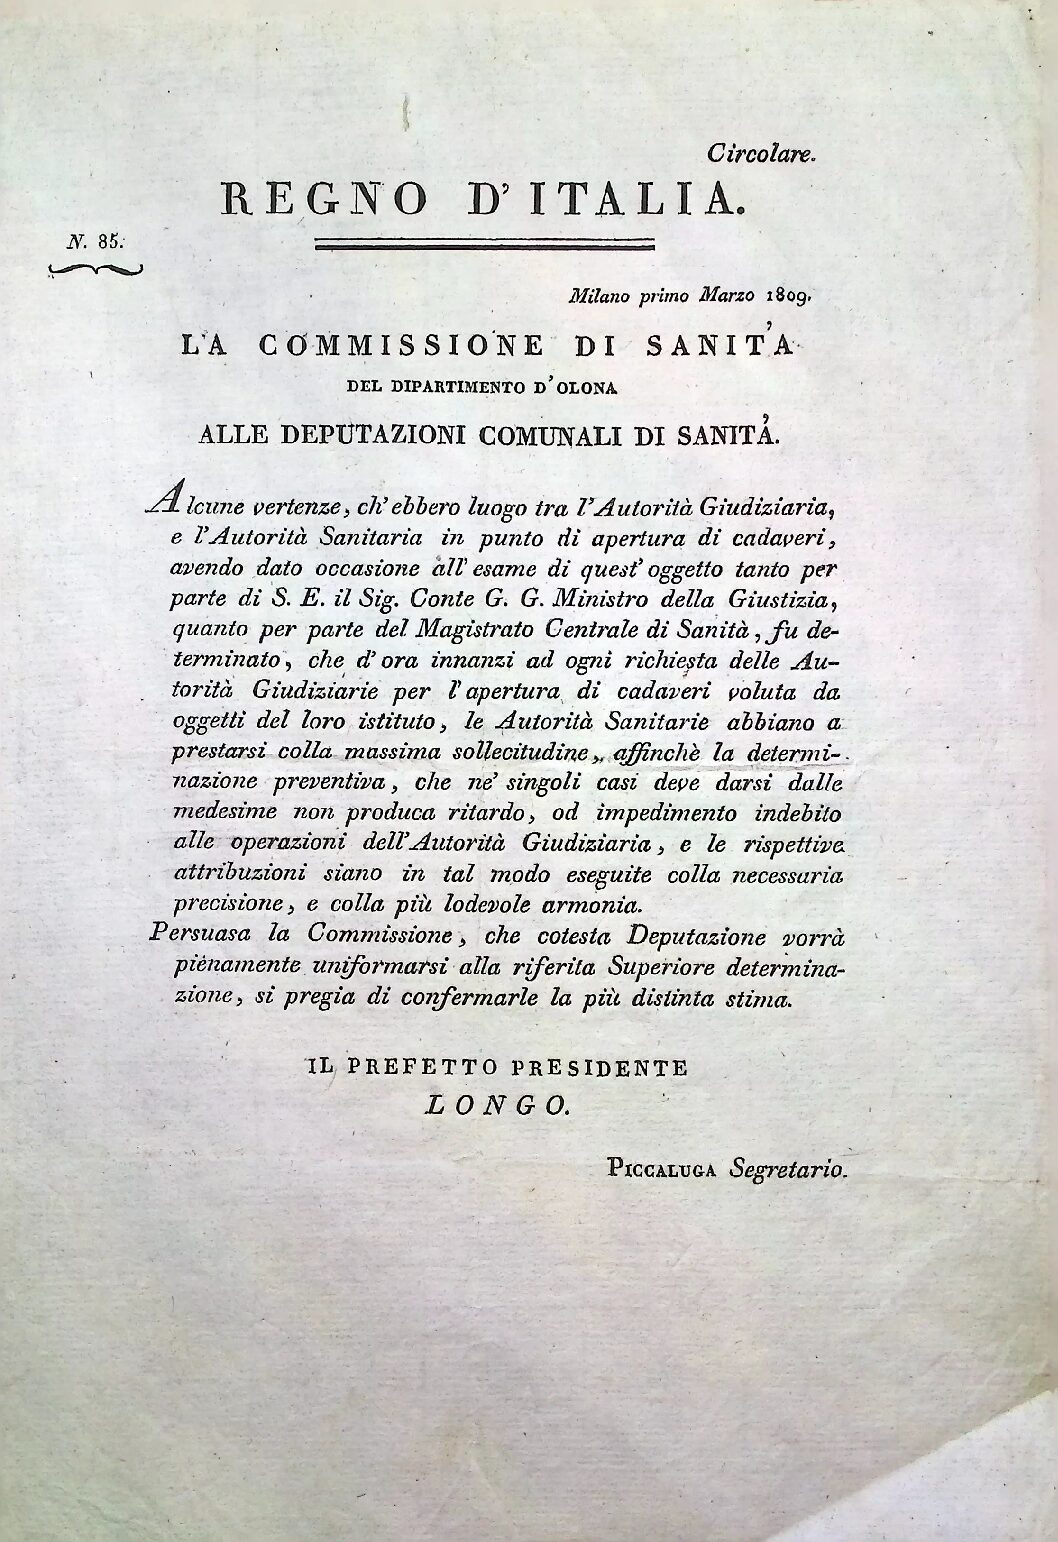 Circolare.
REGNO D'ITALIA.
N. 85.
Milano primo Marzo 1809.
LA COMMISSIONE DI SANITA'
DEL DIPARTIMENTO D'OLONA
ALLE DEPUTAZIONI COMUNALI DI SANITA'.
Alcune vertenze, ch'ebbero luogo tra l'Autorità Giudiziaria,
e l'Autorità Sanitaria in punto di apertura di cadaveri,
avendo dato occasione all'esame di quest'oggetto tanto per
parte di S. E. il Sig. Conte G. G. Ministro della Giustizia,
quanto per parte del Magistrato Centrale di Sanità, fu de-
terminato, che d'ora innanzi ad ogni richiesta delle Au-
torità Giudiziarie per l'apertura di cadaveri voluta da
oggetti del loro istituto, le Autorità Sanitarie abbiano a
prestarsi colla massima sollecitudine, affinchè la determi-
nazione preventiva, che ne' singoli casi deve darsi dalle
medesime non produca ritardo, od impedimento indebito
alle operazioni dell'Autorità Giudiziaria, e le rispettive
attribuzioni siano in tal modo eseguite colla necessaria
precisione, e colla più lodevole armonia.
Persuasa la Commissione, che cotesta Deputazione vorrà
pienamente uniformarsi alla riferita Superiore determina-
zione, si pregia di confermarle la più distinta stima.
IL PREFETTO PRESIDENTE
LONGO.
PICCALUGA Segretario.